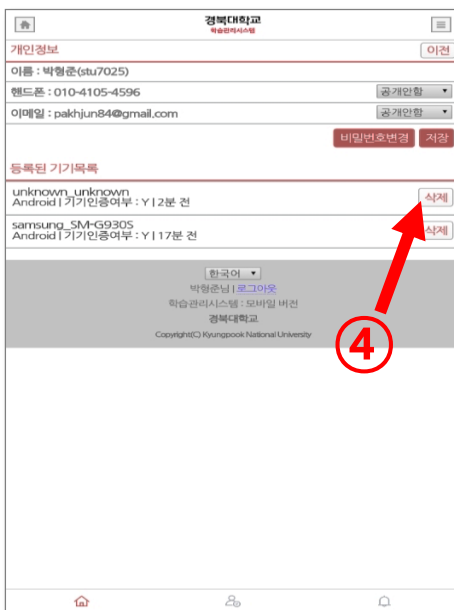 경북대학교
학습관리시스템
개인정보
이전
이름 : 박형준(stu7025)
핸드폰 : 010-4105-4596
공개안함 ▼
이메일 : pakhjun84@gmail.com
공개안함 ▼
비밀번호변경
저장
등록된 기기목록
unknown_unknown
Android | 기기인증여부 : Y | 2분 전
삭제
samsung_SM-G930S
Android | 기기인증여부 : Y | 17분 전
삭제
④
한국어 ▼
박형준님 | 로그아웃
학습관리시스템 : 모바일 버전
경북대학교
Copyright(C) Kyungpook National University